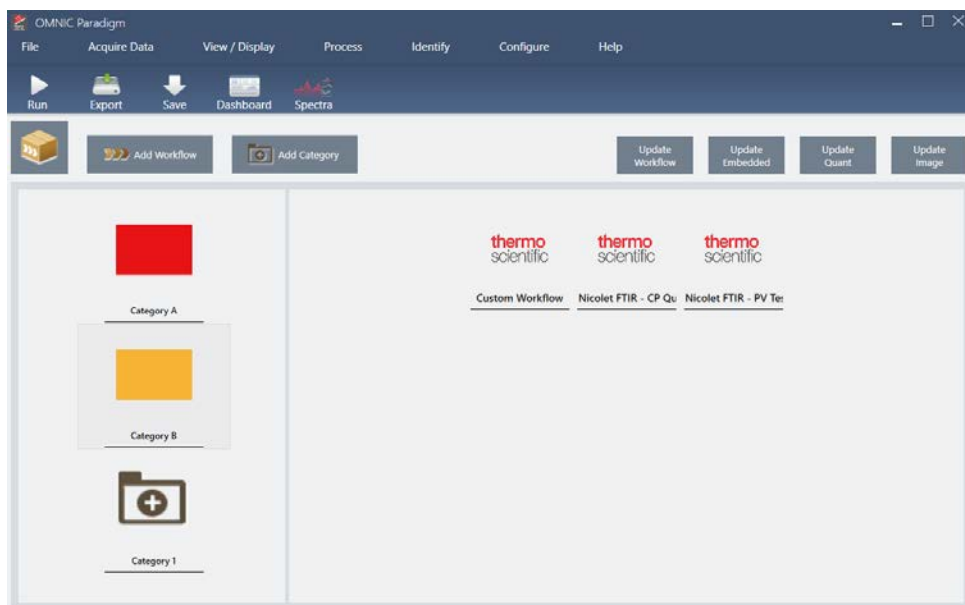 OMNIC Paradigm
File Acquire Data View / Display Process Identify Configure Help
Run Export Save Dashboard Spectra
Add Workflow Add Category
Update Workflow
Update Embedded
Update Quant
Update Image
Category A
Category B
Category 1
thermo scientific
thermo scientific
thermo scientific
Custom Workflow Nicolet FTIR - CP Qu Nicolet FTIR - PV Te